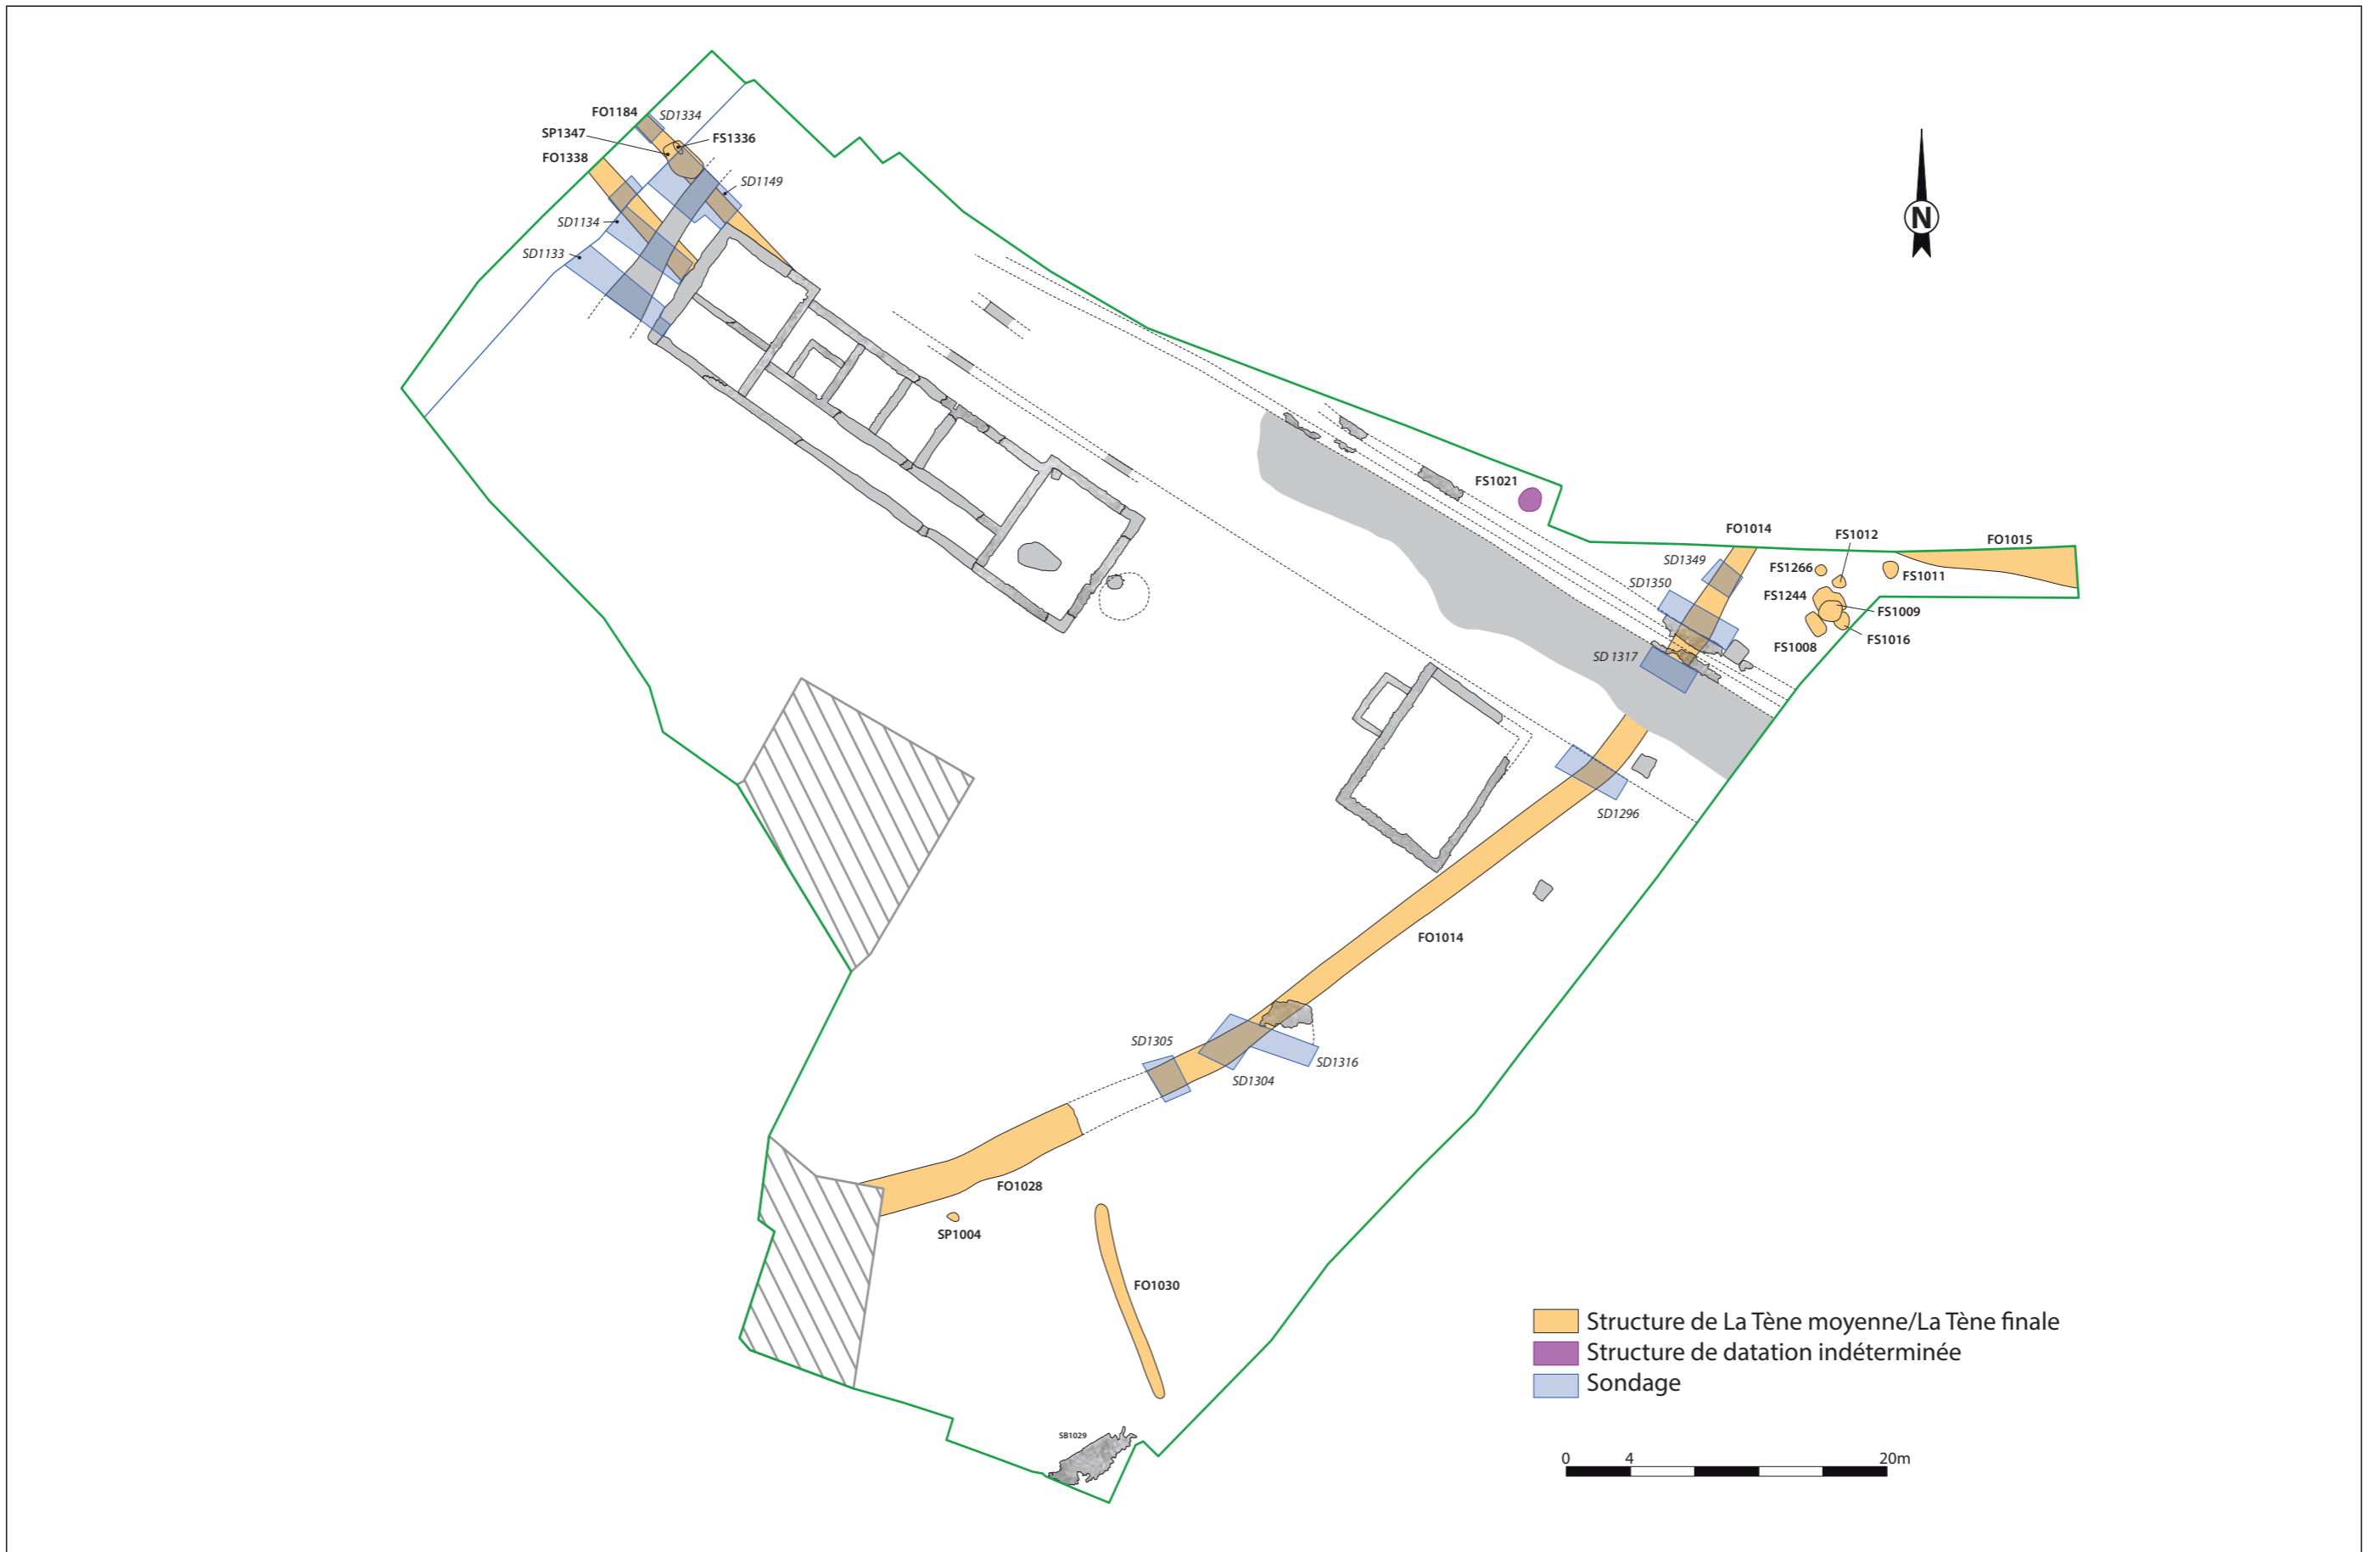 FO1184
SD1334
SP1347
FS1336
FO1338
SD1149
SD1134
SD1133
N
FS1021
FO1014
FS1012
FO1015
SD1349
FS1266
FS1011
SD1350
FS1244
FS1009
FS1016
FS1008
SD 1317
SD1296
FO1014
SD1305
SD1316
SD1304
FO1028
SP1004
FO1030
SB1029
Structure de La Tène moyenne/La Tène finale
Structure de datation indéterminée
Sondage
0 4 20m